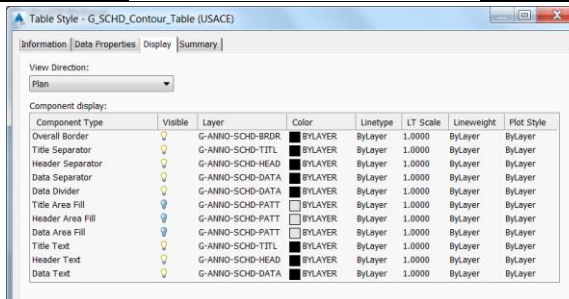 Table Style - G_SCHD_Contour_Table (USACE)
Information Data Properties Display Summary
View Direction:
Plan
Component display:
Component Type Visible Layer Color Linetype LT Scale Lineweight Plot Style
Overall Border G-ANNO-SCHD-BRDR BYLAYER ByLayer 1.0000 ByLayer ByLayer
Title Separator G-ANNO-SCHD-TITL BYLAYER ByLayer 1.0000 ByLayer ByLayer
Header Separator G-ANNO-SCHD-HEAD BYLAYER ByLayer 1.0000 ByLayer ByLayer
Data Separator G-ANNO-SCHD-DATA BYLAYER ByLayer 1.0000 ByLayer ByLayer
Data Divider G-ANNO-SCHD-DATA BYLAYER ByLayer 1.0000 ByLayer ByLayer
Title Area Fill G-ANNO-SCHD-PATT BYLAYER ByLayer 1.0000 ByLayer ByLayer
Header Area Fill G-ANNO-SCHD-PATT BYLAYER ByLayer 1.0000 ByLayer ByLayer
Data Area Fill G-ANNO-SCHD-PATT BYLAYER ByLayer 1.0000 ByLayer ByLayer
Title Text G-ANNO-SCHD-TITL BYLAYER ByLayer 1.0000 ByLayer ByLayer
Header Text G-ANNO-SCHD-HEAD BYLAYER ByLayer 1.0000 ByLayer ByLayer
Data Text G-ANNO-SCHD-DATA BYLAYER ByLayer 1.0000 ByLayer ByLayer